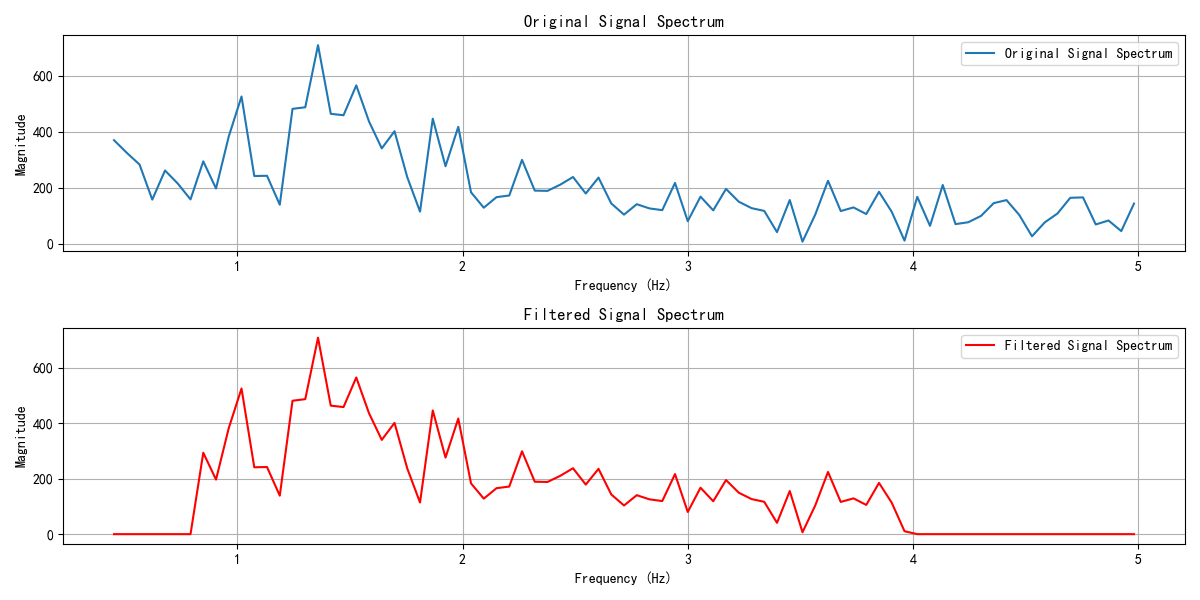 Original Signal Spectrum
Original Signal Spectrum
Magnitude
600
400
200
0
1 2 3 4 5
Frequency (Hz)
Filtered Signal Spectrum
Filtered Signal Spectrum
Magnitude
600
400
200
0
1 2 3 4 5
Frequency (Hz)